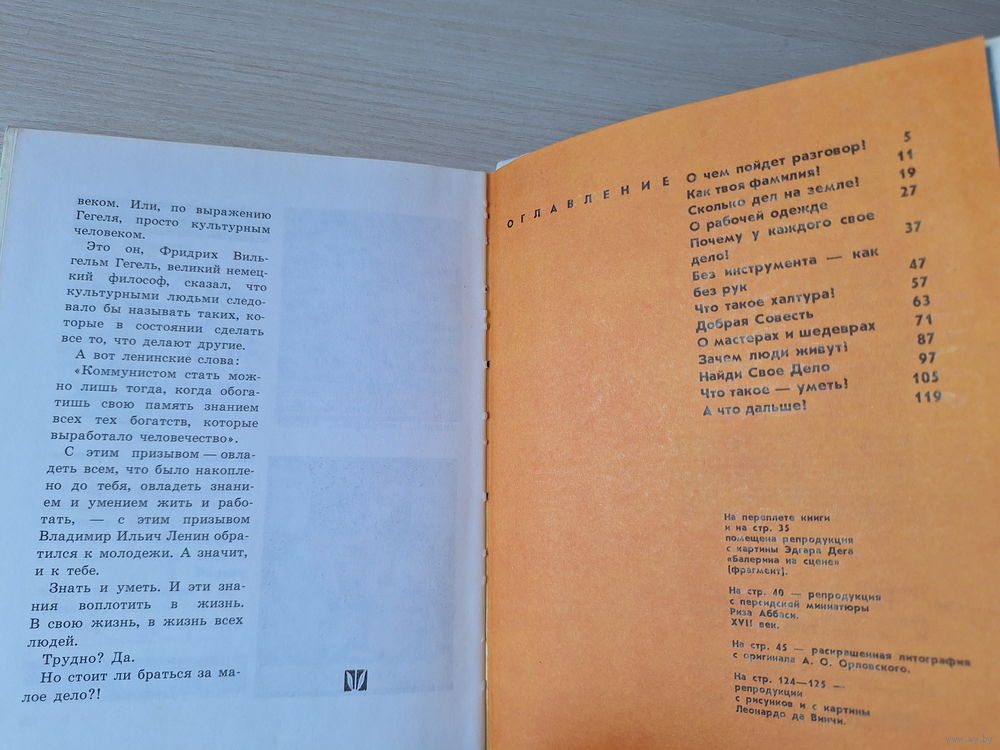 веком. Или, по выражению
Гегеля, просто культурным
человеком.
Это он, Фридрих Виль-
гельм Гегель, великий немец-
кий философ, сказал, что
культурными людьми следо-
вало бы называть таких, ко-
торые в состоянии сделать
все то, что делают другие.
А вот ленинские слова:
«Коммунистом стать мож-
но лишь тогда, когда обога-
тишь свою память знанием
всех тех богатств, которые
выработало человечество».
С этим призывом — овла-
деть всем, что было накопле-
но до тебя, овладеть знани-
ем и умением жить и рабо-
тать, — с этим призывом
Владимир Ильич Ленин обра-
тился к молодежи. А значит,
и к тебе.
Знать и уметь. И эти зна-
ния воплотить в жизнь.
В свою жизнь, в жизнь всех
людей.
Трудно? Да.
Но стоит ли браться за ма-
лое дело?!
ОГЛАВЛЕНИЕ
О чем пойдет разговор? 5
Как твоя фамилия? 11
Сколько дел на земле? 19
О рабочей одежде 27
Почему у каждого свое
дело? 37
Без инструмента — как
без рук 47
Что такое халтура? 57
Добрая Совесть 63
О мастерах и шедеврах 71
Зачем люди живут? 87
Найди Свое Дело 97
Что такое — уметь? 105
А что дальше? 119
На переплете книги
и на стр. 35
помещена репродукция
с картины Эдгара Дега
«Балерина на сцене»
(фрагмент).
На стр. 40 — репродукция
с персидской миниатюры
Риза Аббаси.
XVII век.
На стр. 45 — раскрашенная литография
с оригинала А. О. Орловского.
На стр. 124—125 —
репродукции
с рисунков и с картины
Леонардо да Винчи.